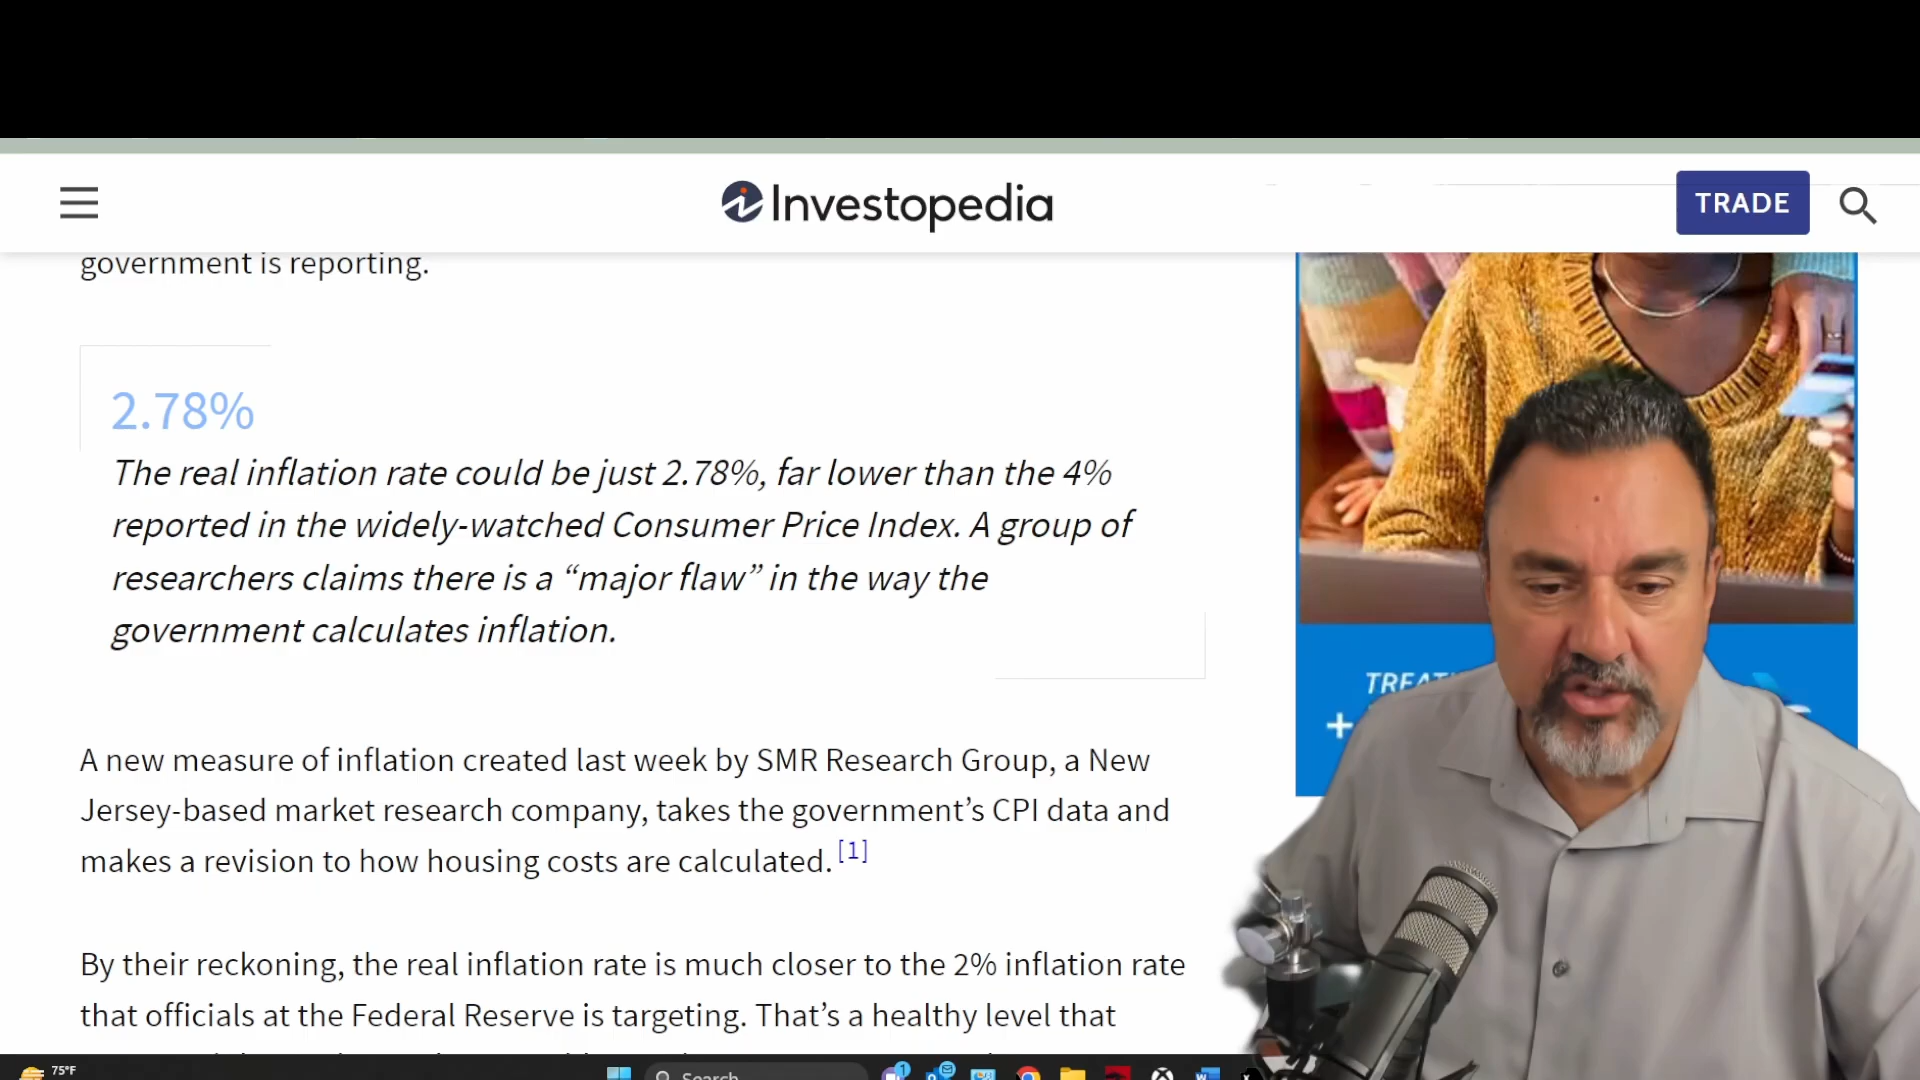 Investopedia
TRADE
government is reporting.
2.78%
The real inflation rate could be just 2.78%, far lower than the 4%
reported in the widely-watched Consumer Price Index. A group of
researchers claims there is a “major flaw” in the way the
government calculates inflation.
A new measure of inflation created last week by SMR Research Group, a New
Jersey-based market research company, takes the government’s CPI data and
makes a revision to how housing costs are calculated. [1]
By their reckoning, the real inflation rate is much closer to the 2% inflation rate
that officials at the Federal Reserve is targeting. That’s a healthy level that
75°F
Search